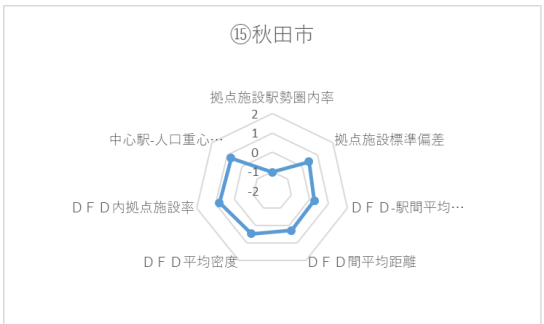 ⑮秋田市
拠点施設駅勢圏内率
2
中心駅-人口重心…
1
拠点施設標準偏差
0
-1
-2
ＤＦＤ内拠点施設率
ＤＦＤ-駅間平均…
ＤＦＤ平均密度
ＤＦＤ間平均距離